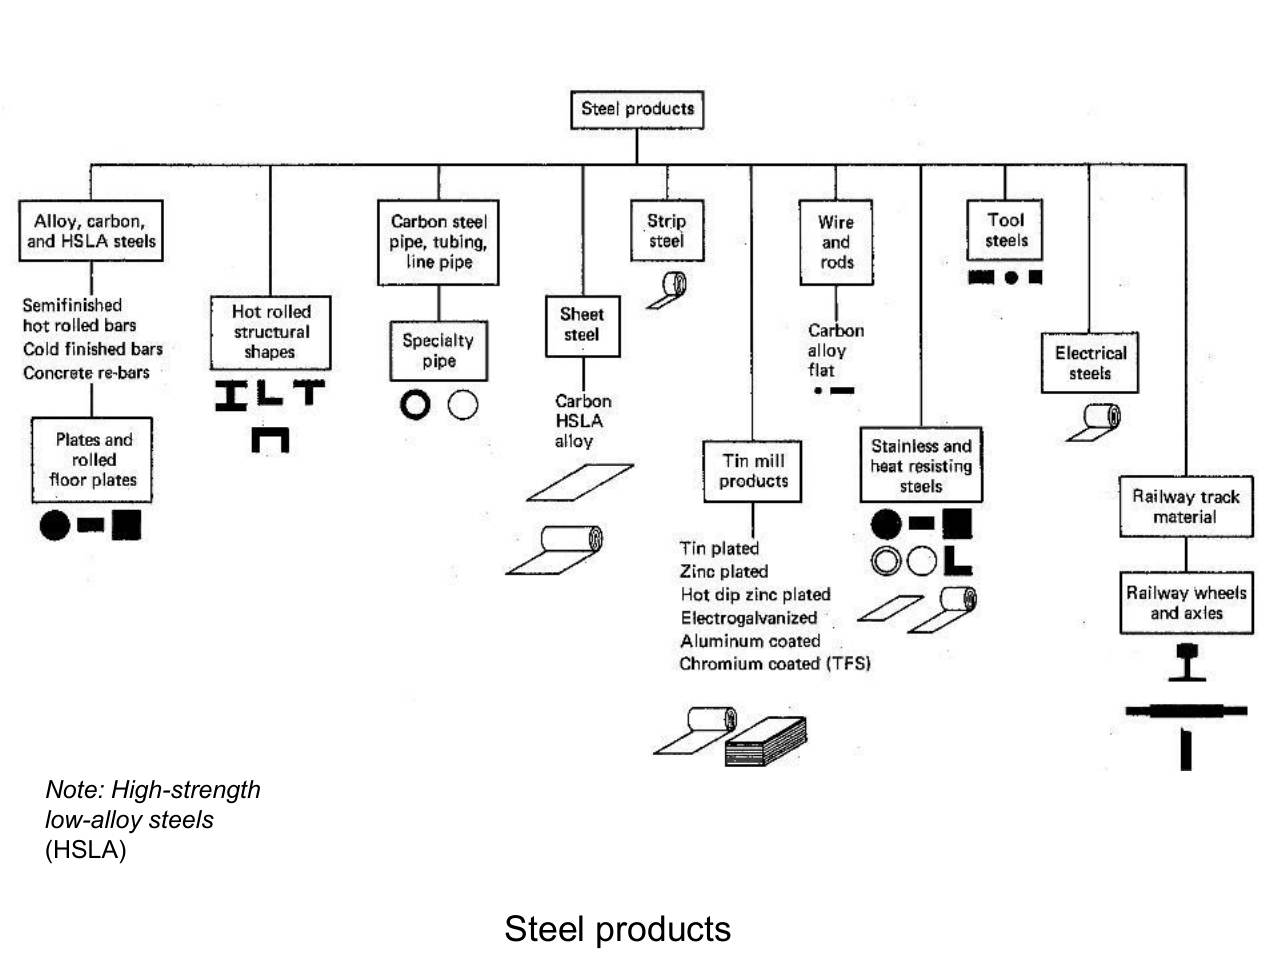 Steel products
Alloy, carbon,
and HSLA steels
Semifinished
hot rolled bars
Cold finished bars
Concrete re-bars
Plates and
rolled
floor plates
Hot rolled
structural
shapes
Carbon steel
pipe, tubing,
line pipe
Specialty
pipe
Sheet
steel
Carbon
HSLA
alloy
Strip
steel
Tin mill
products
Tin plated
Zinc plated
Hot dip zinc plated
Electrogalvanized
Aluminum coated
Chromium coated (TFS)
Wire
and
rods
Carbon
alloy
flat
Stainless and
heat resisting
steels
Tool
steels
Electrical
steels
Railway track
material
Railway wheels
and axles
Note: High-strength
low-alloy steels
(HSLA)
Steel products